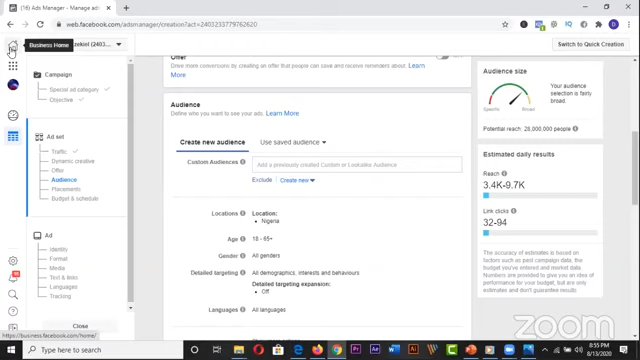 (16) Ads Manager - Manage ads
web.facebook.com/adsmanager/creation?act=2403233779762620
Business Home
zekiel (2403...
Switch to Quick Creation
Campaign
Special ad category
Objective
Ad set
Traffic
Dynamic creative
Offer
Audience
Placements
Budget & schedule
Ad
Identity
Format
Media
Text & links
Languages
Tracking
Close
Offer
Drive more conversions by creating an offer that people can save and receive reminders about. Learn
More
Audience
Define who you want to see your ads. Learn More
Create new audience
Use saved audience
Custom Audiences
Add a previously created Custom or Lookalike Audience
Exclude
Create new
Locations
Location:
Nigeria
Age
18 - 65+
Gender
All genders
Detailed targeting
All demographics, interests and behaviours
Detailed targeting expansion:
Off
Languages
All languages
Audience size
Your audience
selection is fairly
broad.
Specific
Broad
Potential reach: 28,000,000 people
Estimated daily results
Reach
3.4K-9.7K
Link clicks
32-94
The accuracy of estimates is based on
factors such as past campaign data, the
budget you've entered and market data.
Numbers are provided to give you an idea of
performance for your budget, but are only
estimates and don't guarantee results.
https://business.facebook.com/home/
zoom
Type here to search
8:55 PM
8/13/2020